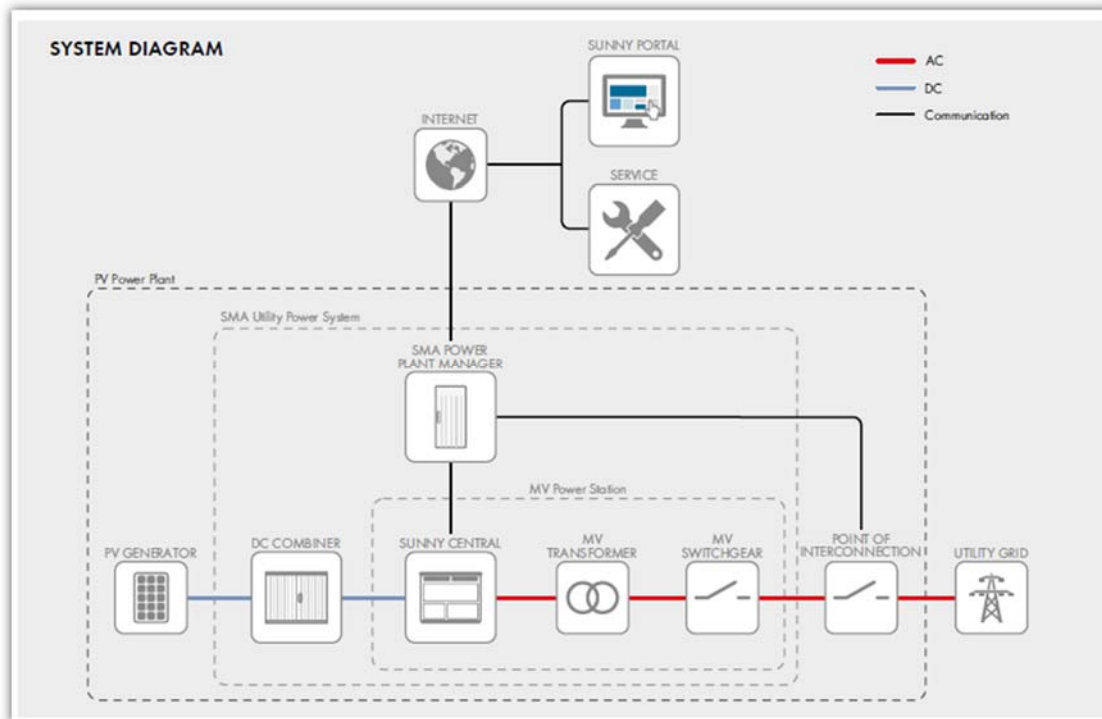 SYSTEM DIAGRAM
SUNNY PORTAL
AC
DC
Communication
INTERNET
SERVICE
PV Power Plant
SMA Utility Power System
SMA POWER
PLANT MANAGER
MV Power Station
PV GENERATOR
DC COMBINER
SUNNY CENTRAL
MV
TRANSFORMER
MV
SWITCHGEAR
POINT OF
INTERCONNECTION
UTILITY GRID